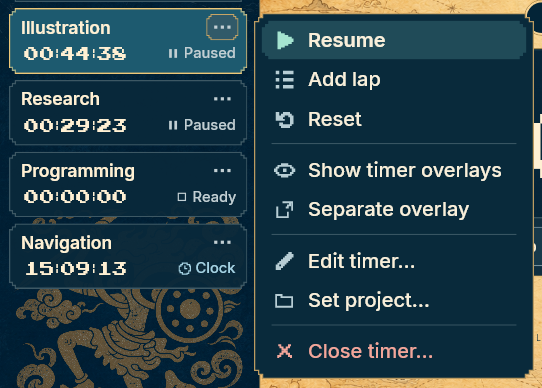 Illustration ...
00:44:38 Paused
Research ...
00:29:23 Paused
Programming ...
00:00:00 Ready
Navigation ...
15:09:13 Clock
Resume
Add lap
Reset
Show timer overlays
Separate overlay
Edit timer...
Set project...
Close timer...